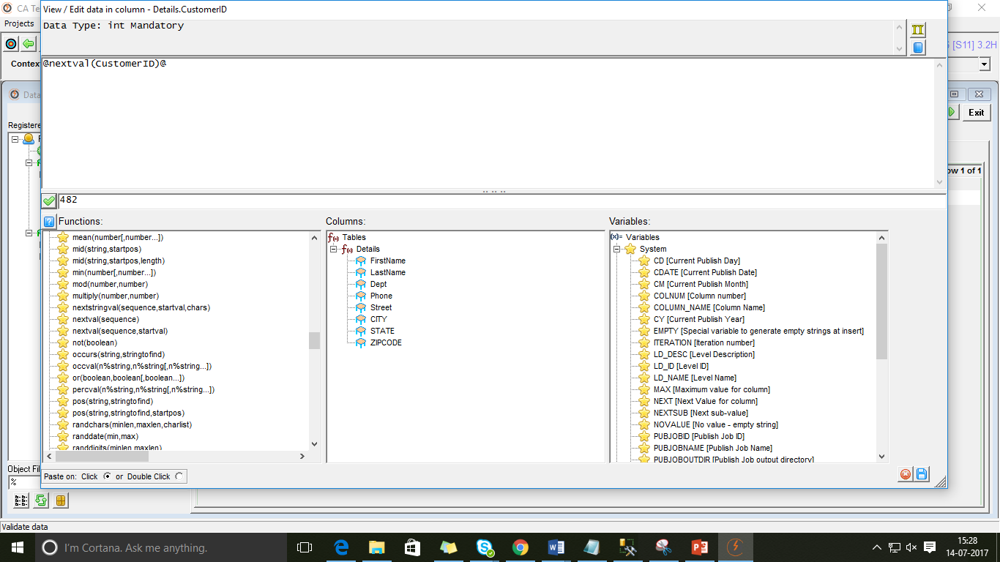 CA Te
View / Edit data in column - Details.CustomerID
Projects
Data Type: int Mandatory
[S11] 3.2H
Contex
@nextval(CustomerID)@
Data
Exit
Registere
ow 1 of 1
482
Functions:
mean(number[,number...])
mid(string,startpos)
mid(string,startpos,length)
min(number[,number...])
mod(number,number)
multiply(number,number)
nextstringval(sequence,startval,chars)
nextval(sequence)
nextval(sequence,startval)
not(boolean)
occurs(string,stringtofind)
occval(n%string,n%string[,n%string...])
or(boolean,boolean[,boolean...])
percval(n%string,n%string[,n%string...])
pos(string,stringtofind)
pos(string,stringtofind,startpos)
randchars(minlen,maxlen,charlist)
randdate(min,max)
randdigits(minlen,maxlen)
Columns:
Tables
Details
FirstName
LastName
Dept
Phone
Street
CITY
STATE
ZIPCODE
Variables:
(x)= Variables
System
CD [Current Publish Day]
CDATE [Current Publish Date]
CM [Current Publish Month]
COLNUM [Column number]
COLUMN_NAME [Column Name]
CY [Current Publish Year]
EMPTY [Special variable to generate empty strings at insert]
ITERATION [Iteration number]
LD_DESC [Level Description]
LD_ID [Level ID]
LD_NAME [Level Name]
MAX [Maximum value for column]
NEXT [Next Value for column]
NEXTSUB [Next sub-value]
NOVALUE [No value - empty string]
PUBJOBID [Publish Job ID]
PUBJOBNAME [Publish Job Name]
PUBJOBOUTDIR [Publish Job output directory]
Object Fil
%
Paste on: Click or Double Click
Validate data
I'm Cortana. Ask me anything.
15:28
14-07-2017